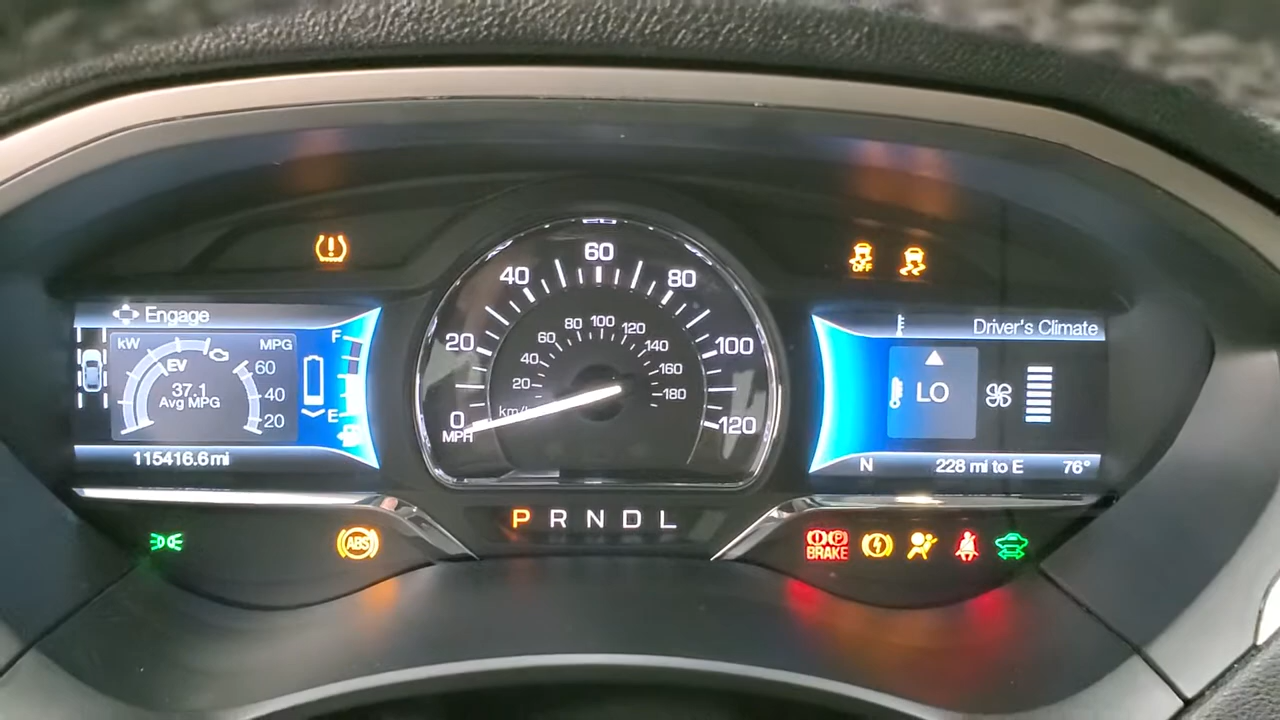 OFF
Engage
kW
MPG
EV
37.1
Avg MPG
60
40
20
F
E
115416.6 mi
0
20
40
60
80
100
120
MPH
km/h
20
40
60
80
100
120
140
160
180
Driver's Climate
LO
N
228 mi to E
76°
P R N D L
ABS
P
BRAKE